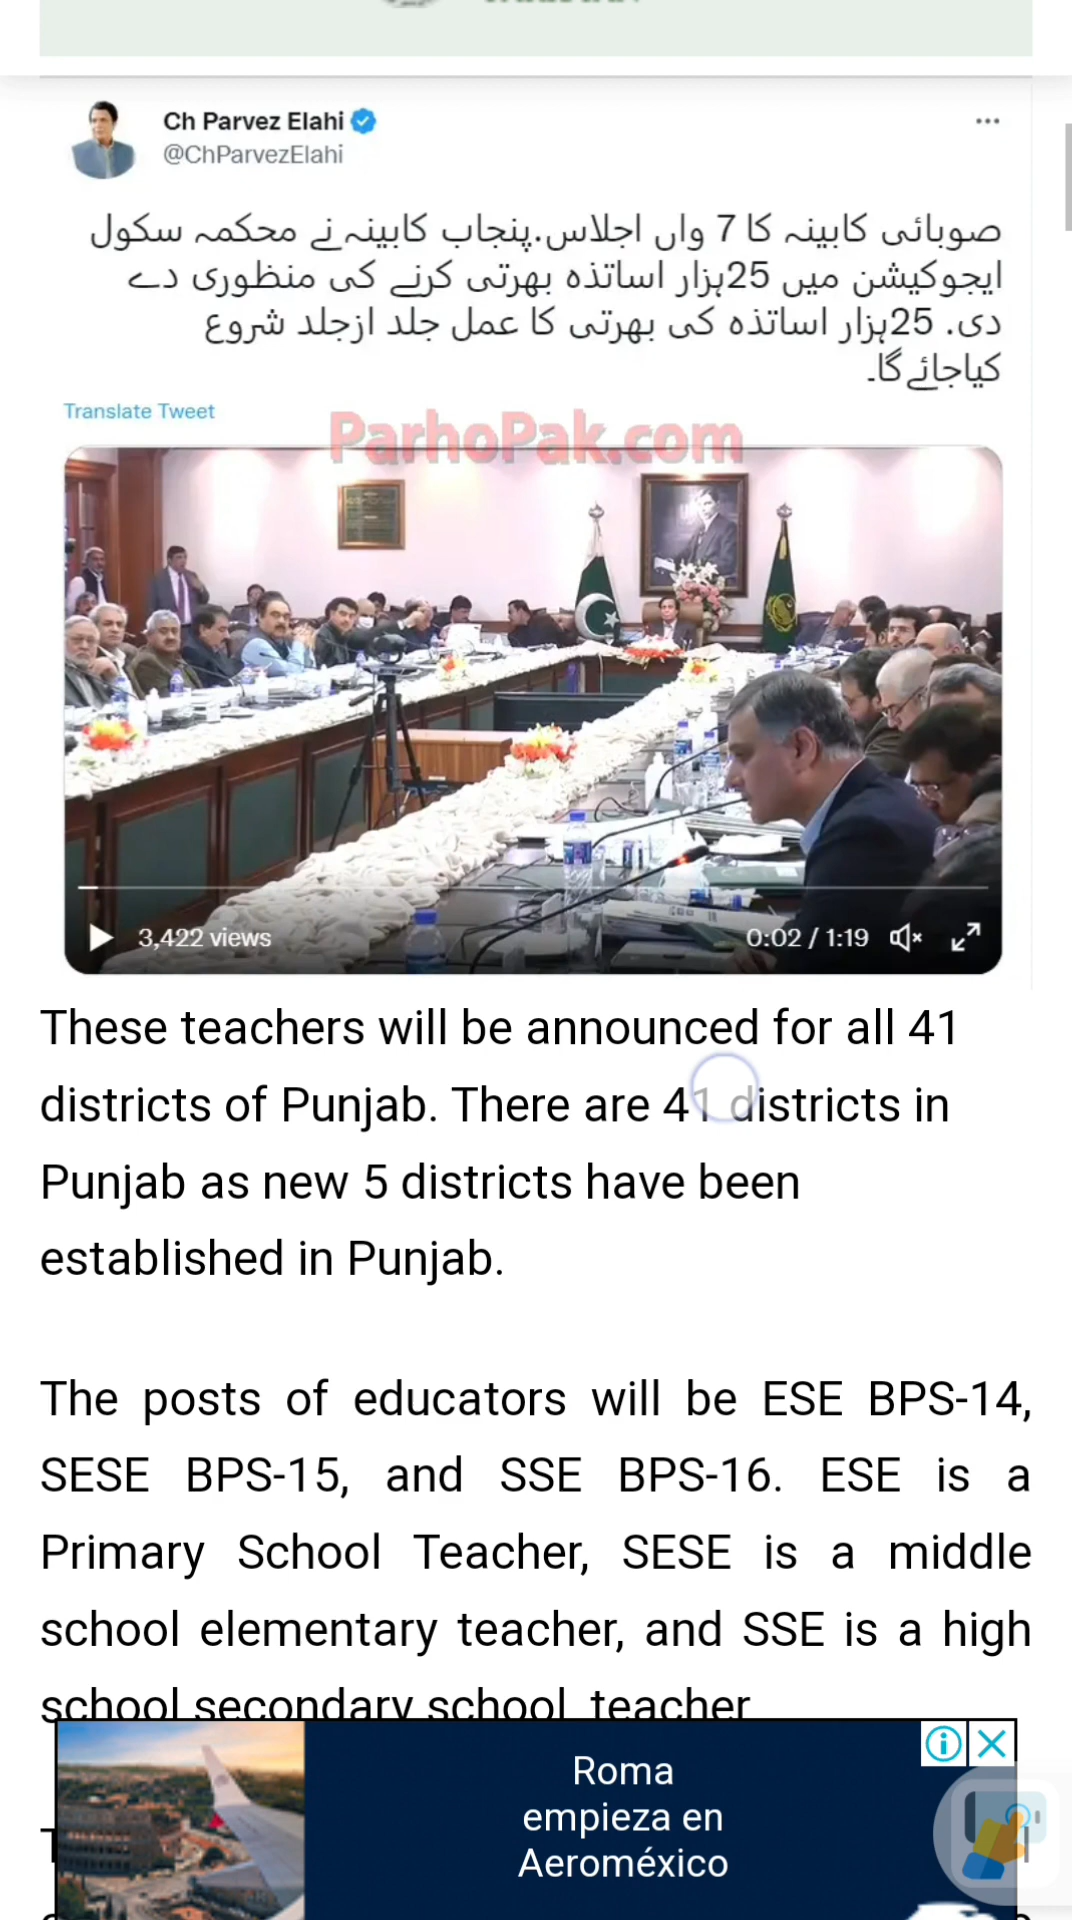 Ch Parvez Elahi
@ChParvezElahi
صوبائی کابینہ کا 7 واں اجلاس.پنجاب کابینہ نے محکمہ سکول
ایجوکیشن میں 25ہزار اساتذہ بھرتی کرنے کی منظوری دے
دی. 25ہزار اساتذہ کی بھرتی کا عمل جلد ازجلد شروع
کیاجائےگا۔
Translate Tweet
ParhoPak.com
3,422 views
0:02 / 1:19
These teachers will be announced for all 41
districts of Punjab. There are 41 districts in
Punjab as new 5 districts have been
established in Punjab.
The posts of educators will be ESE BPS-14,
SESE BPS-15, and SSE BPS-16. ESE is a
Primary School Teacher, SESE is a middle
school elementary teacher, and SSE is a high
school secondary school teacher
Roma
empieza en
Aeroméxico